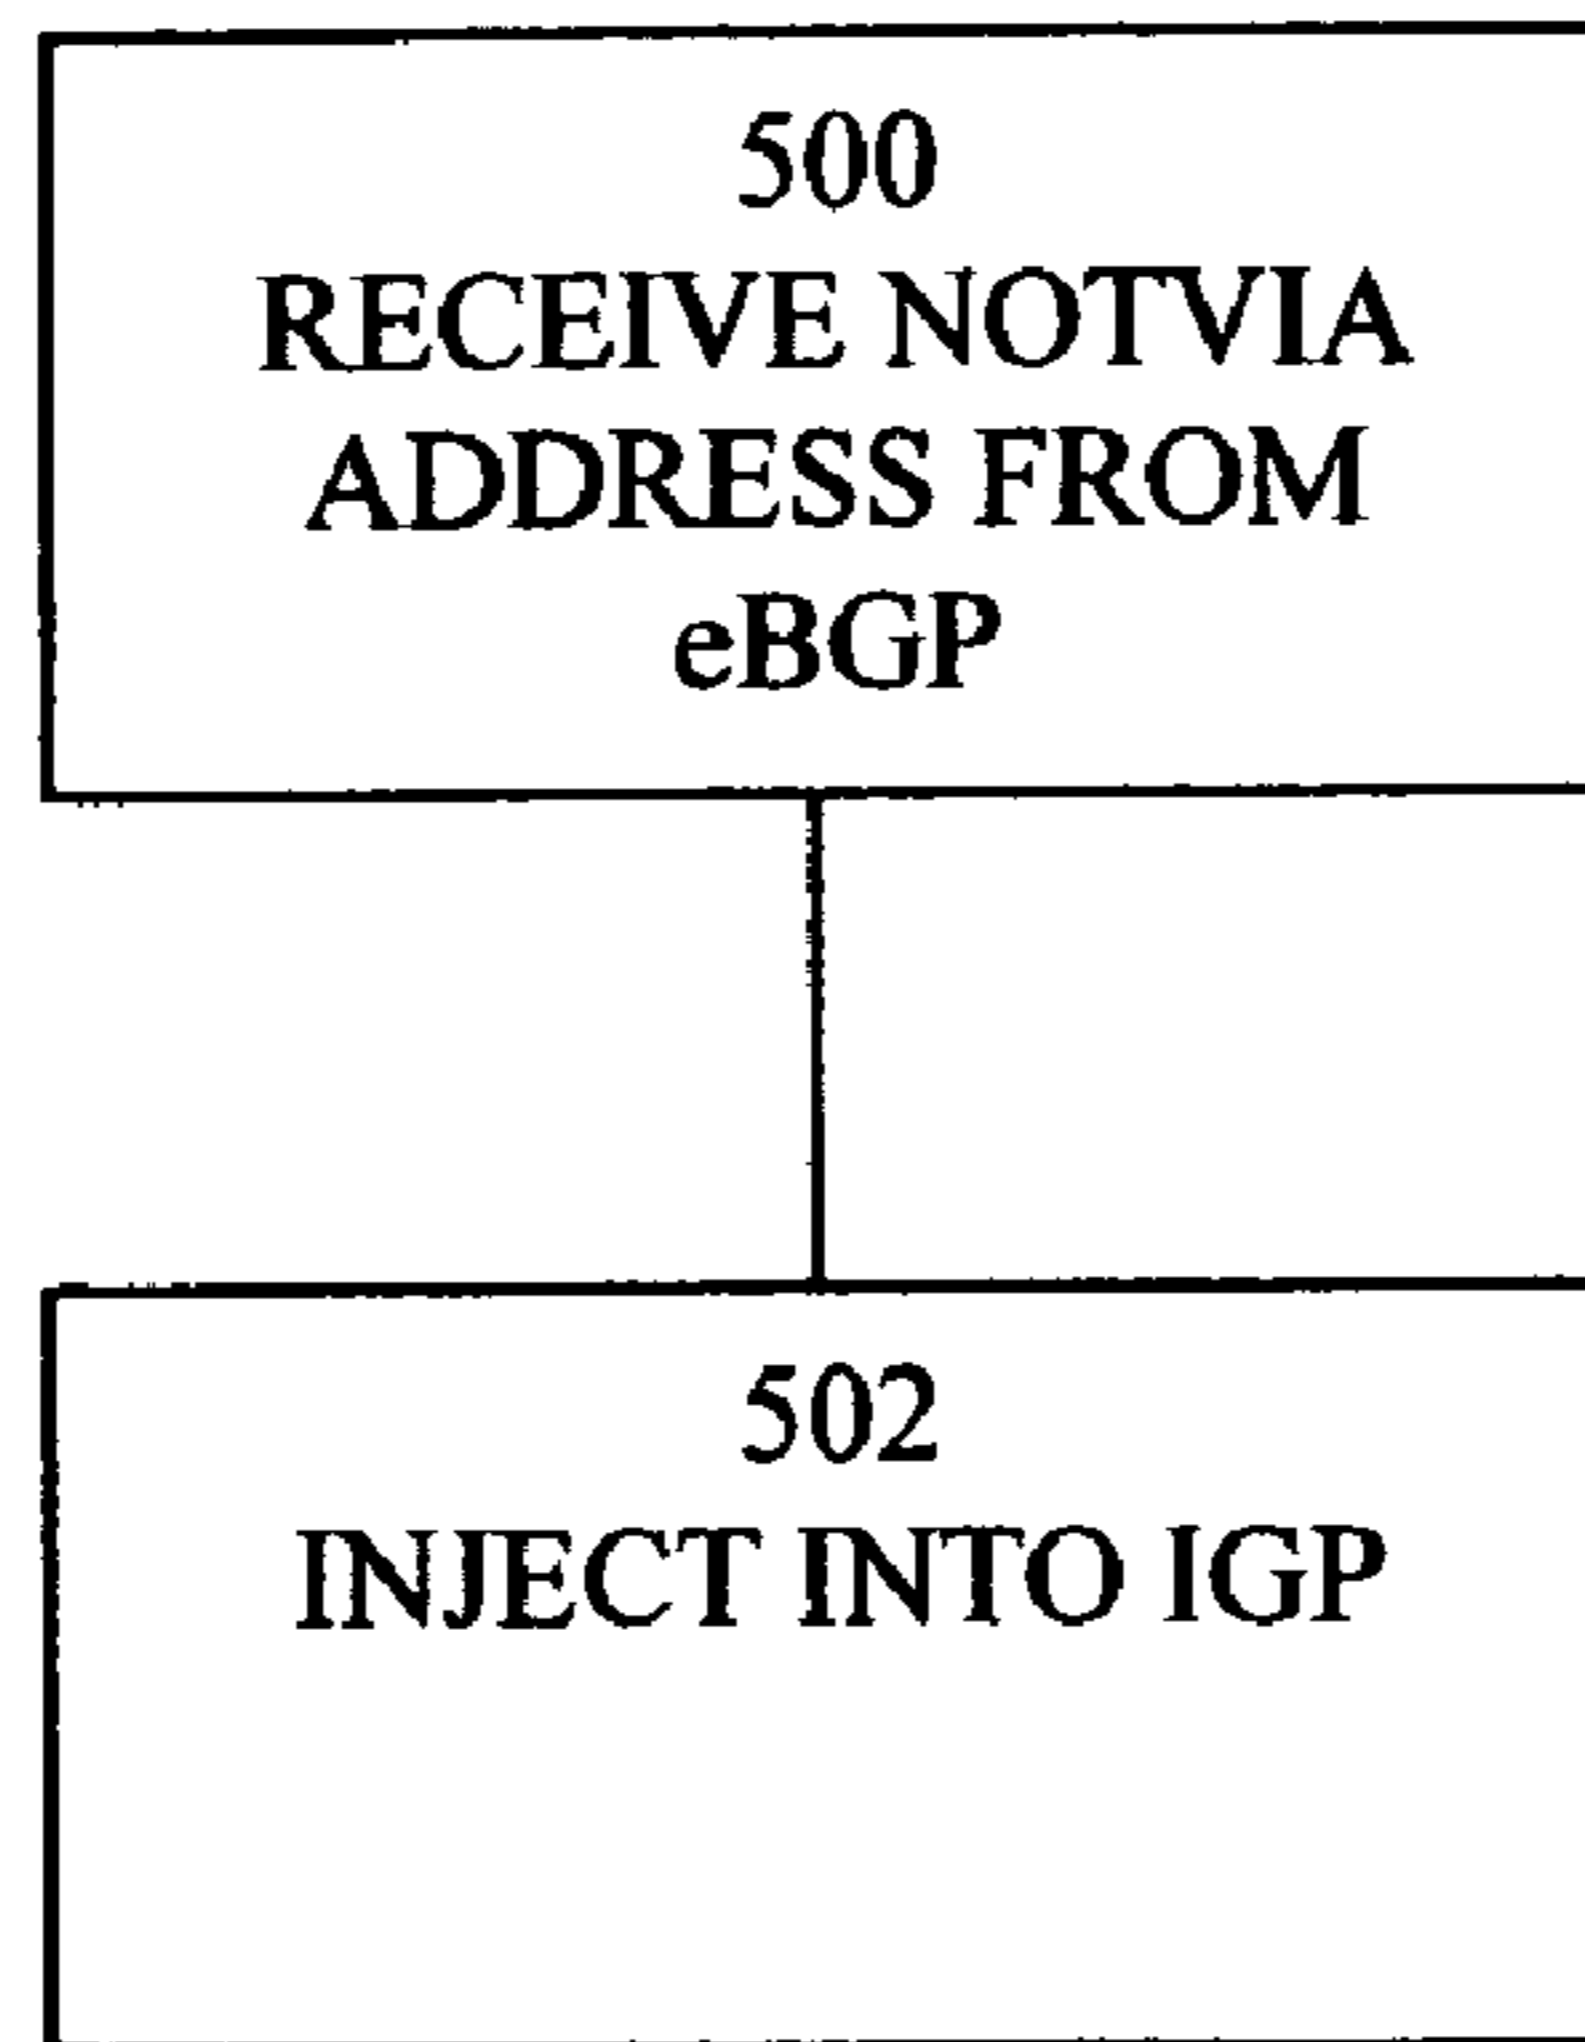 500
RECEIVE NOTVIA
ADDRESS FROM
eBGP
502
INJECT INTO IGP